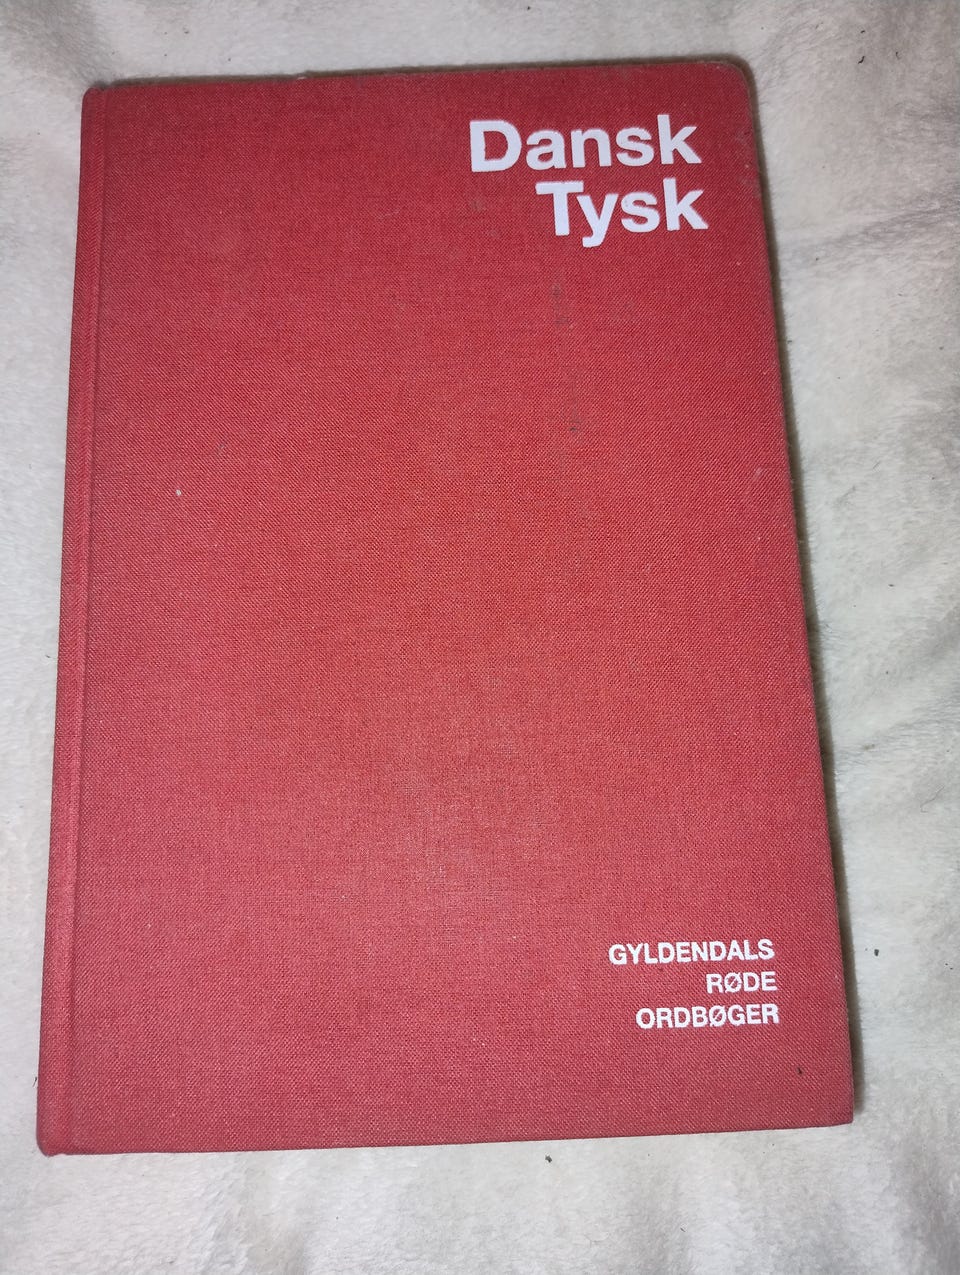 Dansk
Tysk
GYLDENDALS
RØDE
ORDBØGER